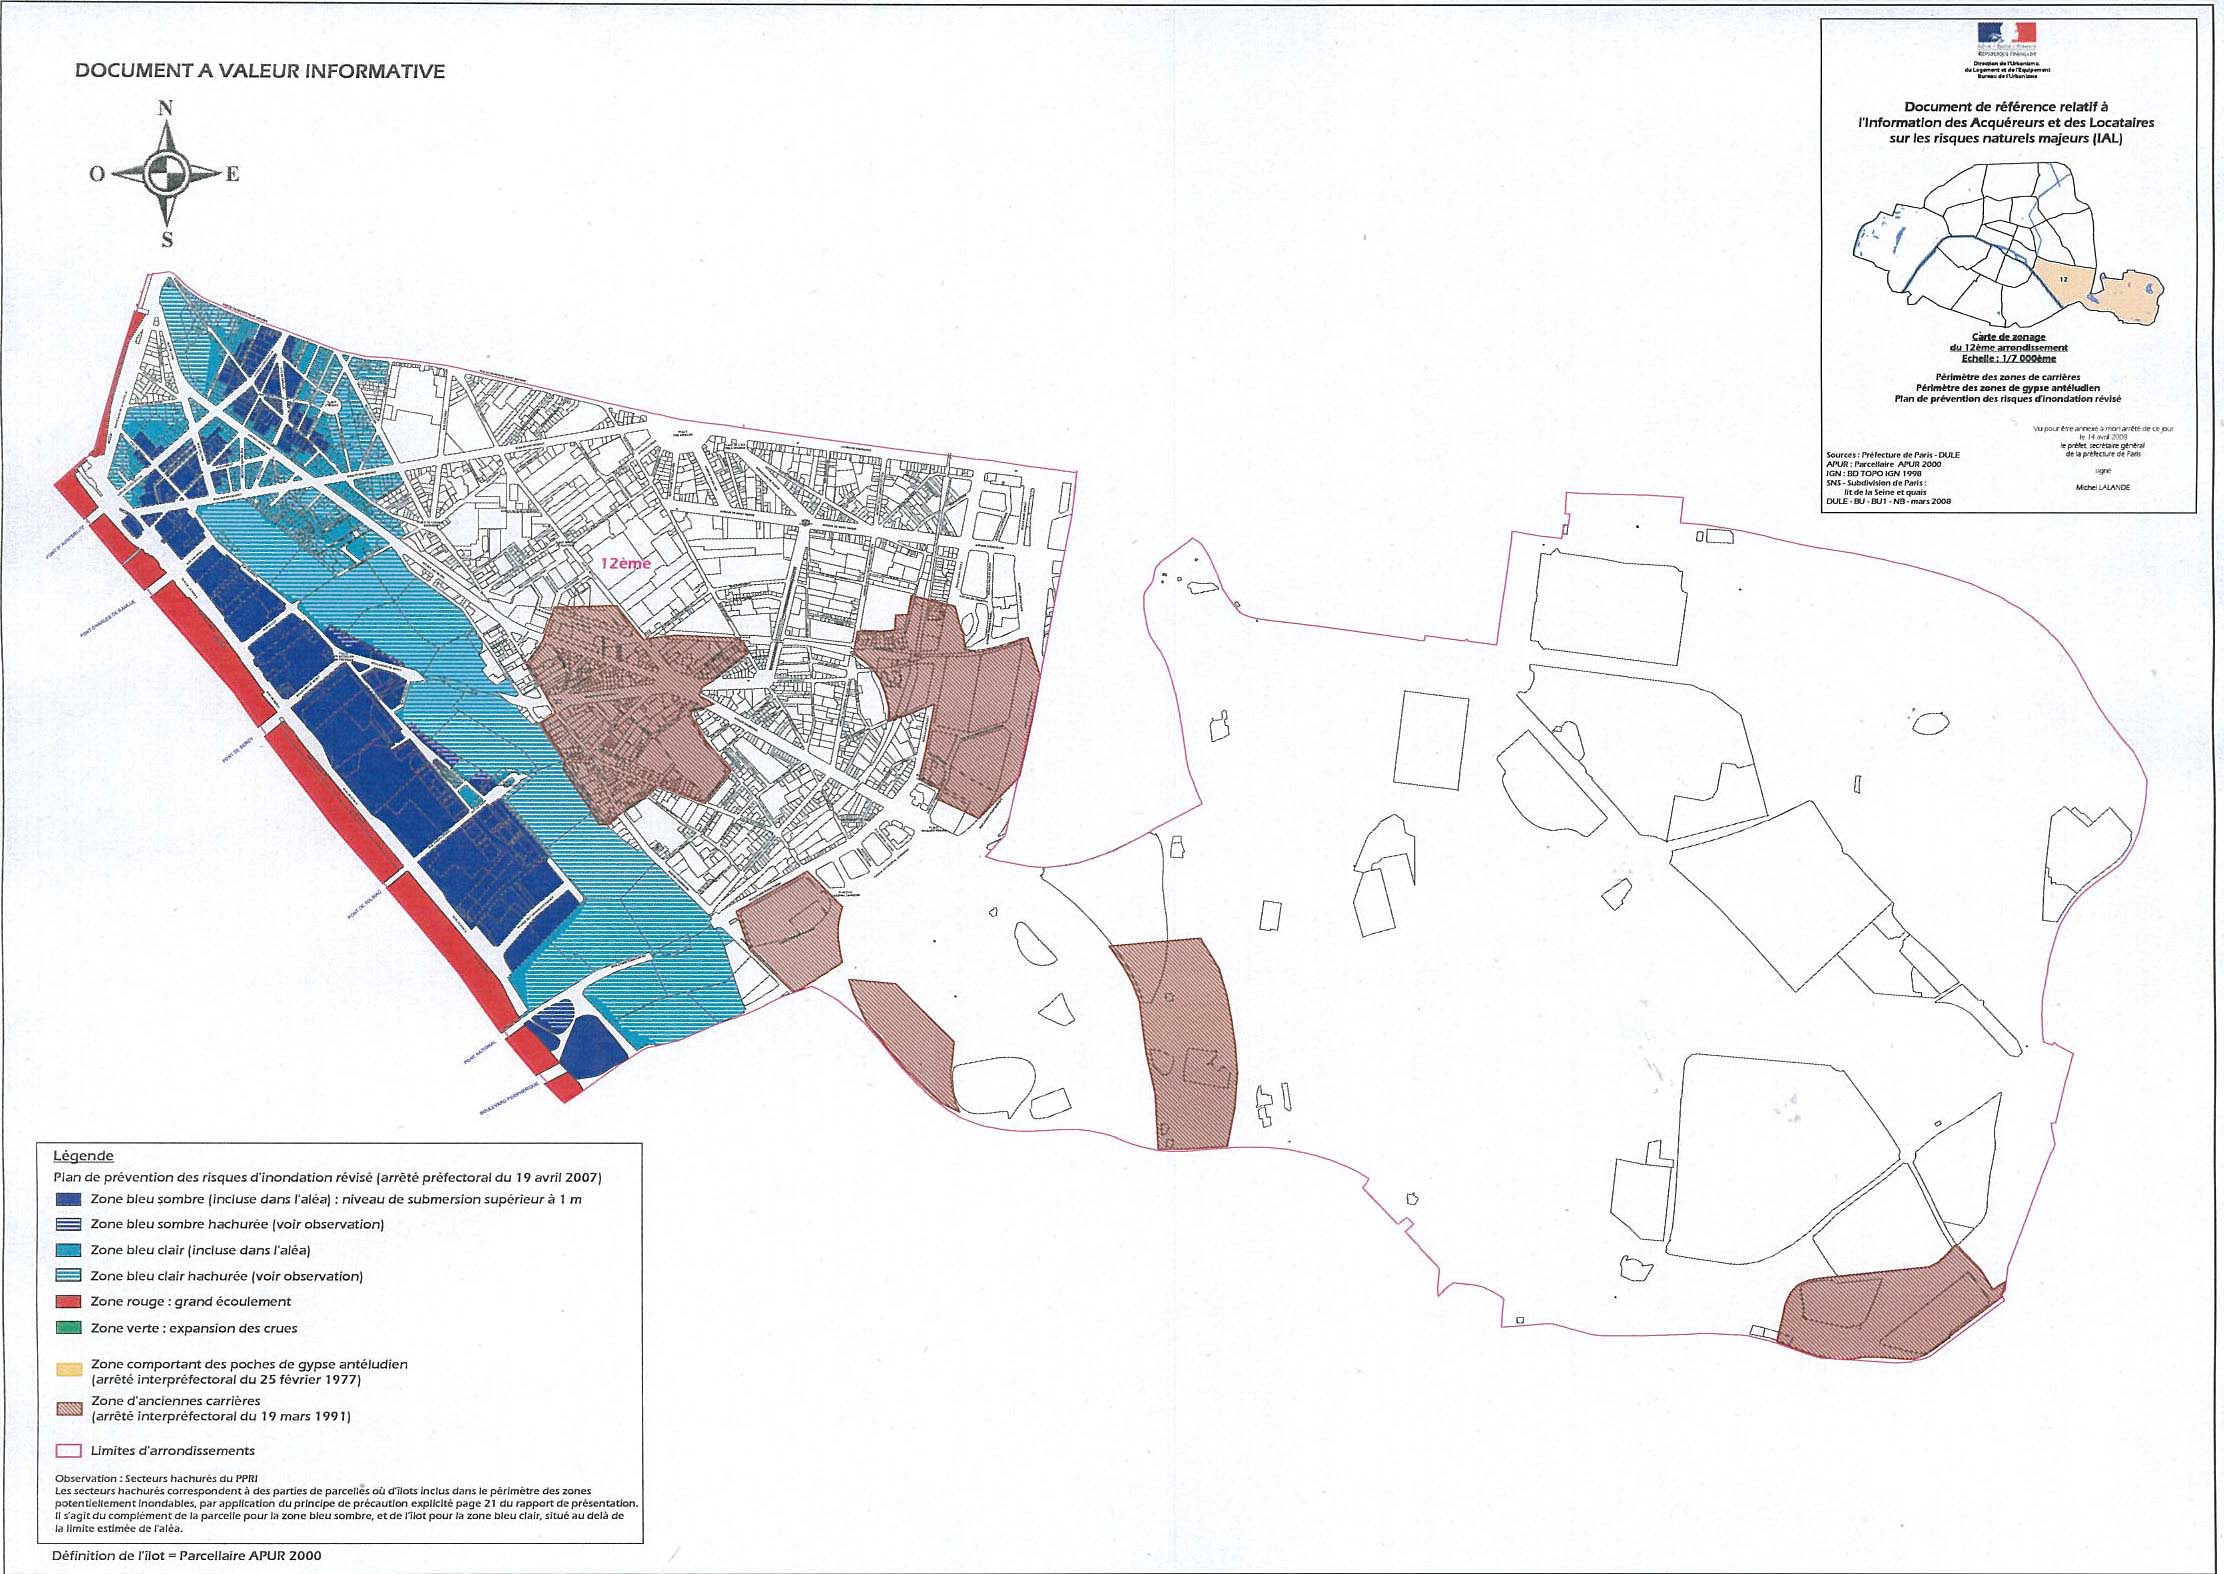 DOCUMENT A VALEUR INFORMATIVE
N
O
E
S
RÉPUBLIQUE FRANÇAISE
Direction de l'Urbanisme,
du Logement et de l'Equipement
Bureau de l'Urbanisme
Document de référence relatif à
l'Information des Acquéreurs et des Locataires
sur les risques naturels majeurs (IAL)
12
Carte de zonage
du 12ème arrondissement
Echelle : 1/7 000ème
Périmètre des zones de carrières
Périmètre des zones de gypse antéludien
Plan de prévention des risques d'inondation révisé
Vu pour être annexé à mon arrêté de ce jour
le 14 avril 2008
le préfet, secrétaire général
de la préfecture de Paris
signé
Michel LALANDE
Sources : Préfecture de Paris - DULE
APUR : Parcellaire APUR 2000
IGN : BD TOPO IGN 1998
SNS - Subdivision de Paris :
lit de la Seine et quais
DULE - BU - BU1 - NB - mars 2008
12ème
PONT D'AUSTERLITZ
PONT CHARLES DE GAULLE
PONT DE BERCY
PONT DE TOLBIAC
PONT NATIONAL
BOULEVARD PERIPHERIQUE
Légende
Plan de prévention des risques d'inondation révisé (arrêté préfectoral du 19 avril 2007)
Zone bleu sombre (incluse dans l'aléa) : niveau de submersion supérieur à 1 m
Zone bleu sombre hachurée (voir observation)
Zone bleu clair (incluse dans l'aléa)
Zone bleu clair hachurée (voir observation)
Zone rouge : grand écoulement
Zone verte : expansion des crues
Zone comportant des poches de gypse antéludien
(arrêté interpréfectoral du 25 février 1977)
Zone d'anciennes carrières
(arrêté interpréfectoral du 19 mars 1991)
Limites d'arrondissements
Observation : Secteurs hachurés du PPRI
Les secteurs hachurés correspondent à des parties de parcelles où d'îlots inclus dans le périmètre des zones
potentiellement inondables, par application du principe de précaution explicité page 21 du rapport de présentation.
Il s'agit du complément de la parcelle pour la zone bleu sombre, et de l'îlot pour la zone bleu clair, situé au delà de
la limite estimée de l'aléa.
Définition de l'îlot = Parcellaire APUR 2000